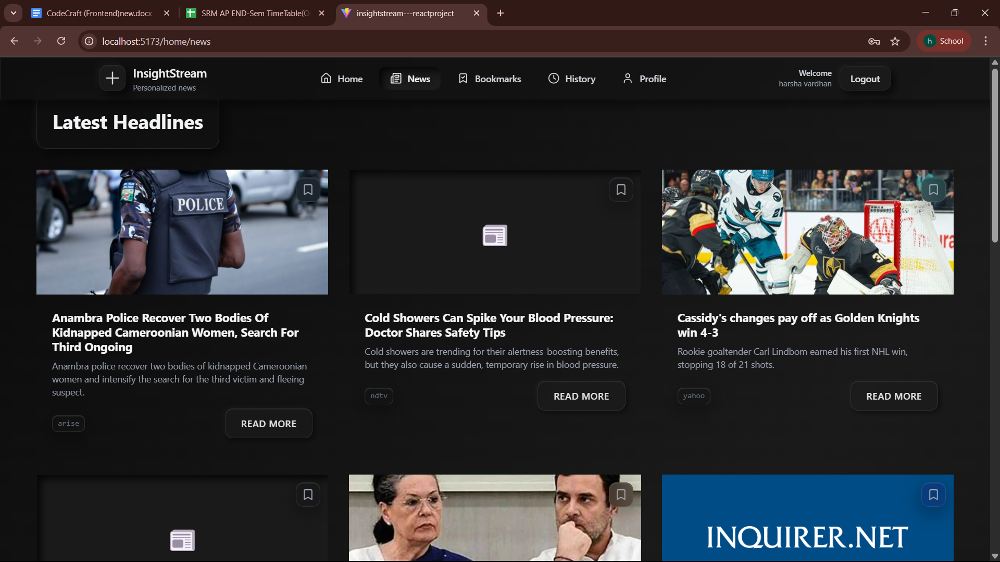 CodeCraft (Frontend)new.docx
SRM AP END-Sem TimeTable(O
insightstream---reactproject
localhost:5173/home/news
h
School
InsightStream
Personalized news
Home
News
Bookmarks
History
Profile
Welcome
harsha vardhan
Logout
Latest Headlines
POLICE
15
21
21
30
Anambra Police Recover Two Bodies Of
Kidnapped Cameroonian Women, Search For
Third Ongoing
Anambra police recover two bodies of kidnapped Cameroonian
women and intensify the search for the third victim and fleeing
suspect.
arise
READ MORE
Cold Showers Can Spike Your Blood Pressure:
Doctor Shares Safety Tips
Cold showers are trending for their alertness-boosting benefits,
but they also cause a sudden, temporary rise in blood pressure.
ndtv
READ MORE
Cassidy's changes pay off as Golden Knights
win 4-3
Rookie goaltender Carl Lindbom earned his first NHL win,
stopping 18 of 21 shots.
yahoo
READ MORE
INQUIRER.NET